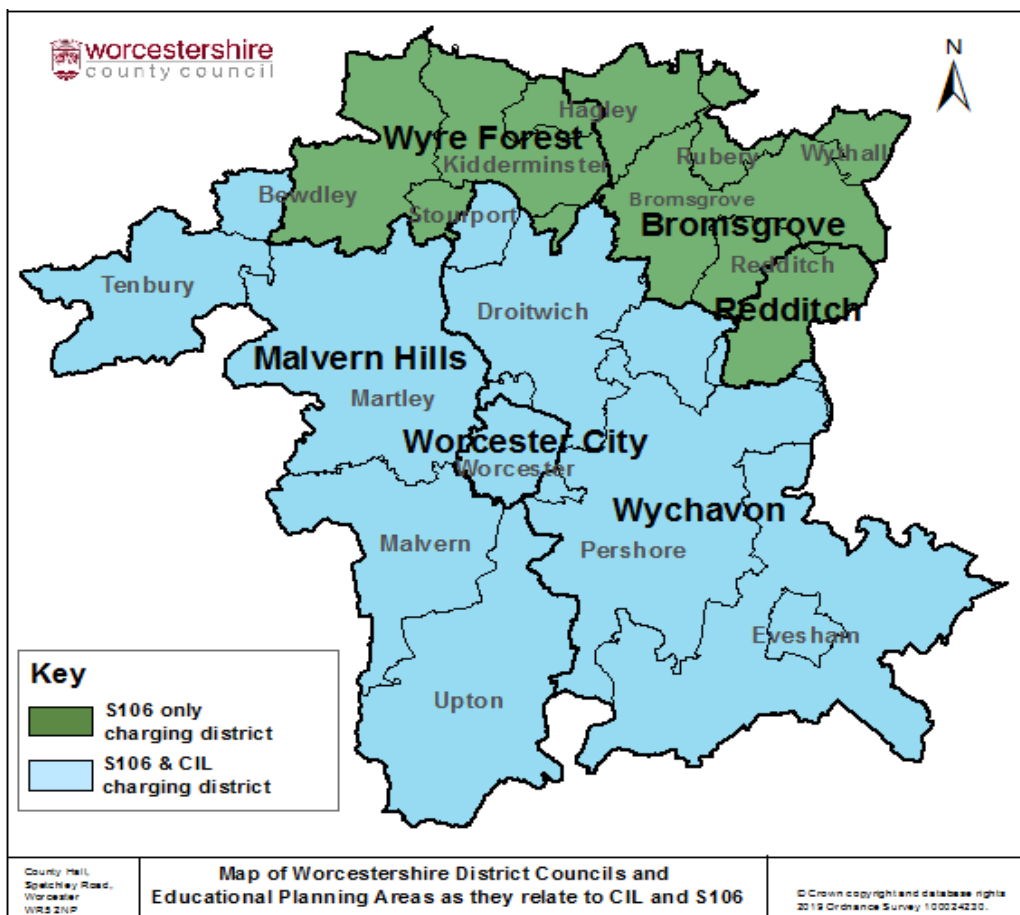 worcestershire
county council
N
Hagley
Wyre Forest
Kidderminster
Rubery
Wythall
Bewdley
Stourport
Bromsgrove
Bromsgrove
Redditch
Tenbury
Droitwich
Redditch
Malvern Hills
Martley
Worcester City
Worcester
Wychavon
Malvern
Pershore
Evesham
Upton
Key
S106 only
charging district
S106 & CIL
charging district
County Hall,
Spetchley Road,
Worcester
WR5 2NP
Map of Worcestershire District Councils and
Educational Planning Areas as they relate to CIL and S106
© Crown copyright and database rights
2019 Ordnance Survey 100024230.